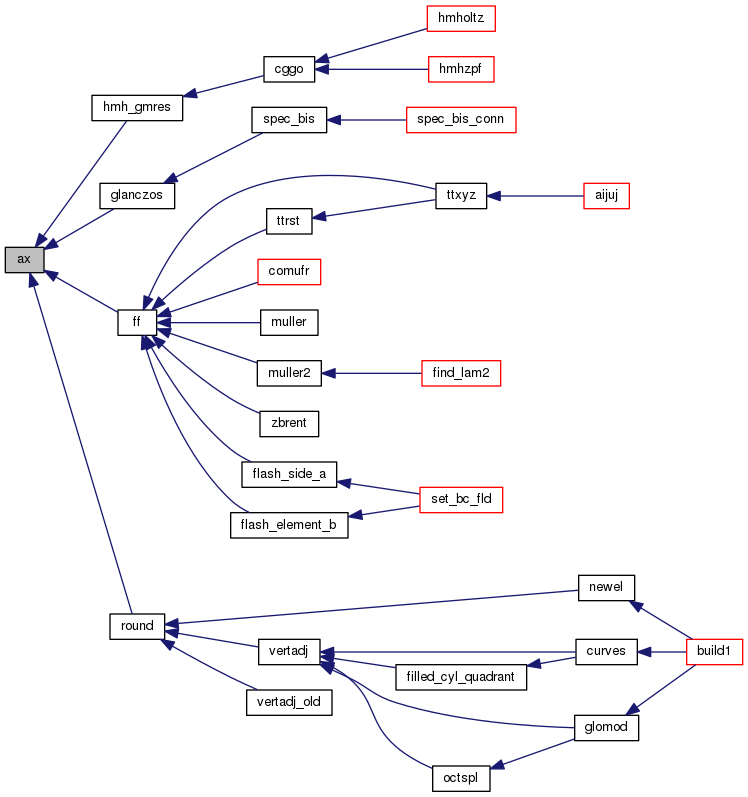 hmholtz
cggo
hmhzpf
hmh_gmres
spec_bis
spec_bis_conn
glanczos
ttxyz
aijuj
ttrst
ax
comufr
ff
muller
muller2
find_lam2
zbrent
flash_side_a
set_bc_fld
flash_element_b
newel
round
vertadj
curves
build1
filled_cyl_quadrant
vertadj_old
glomod
octspl